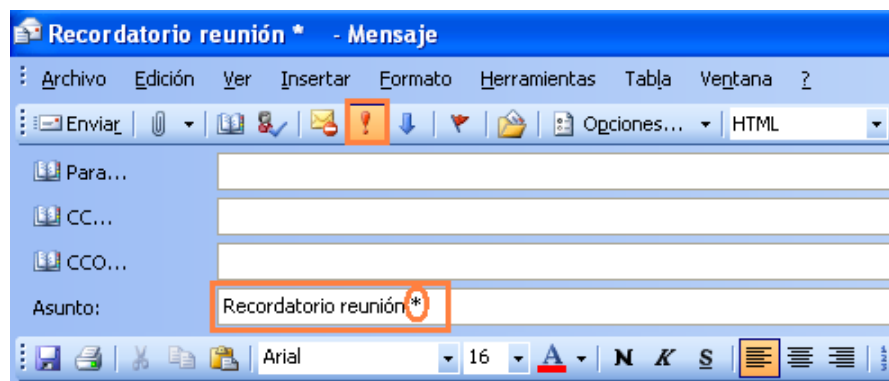 Recordatorio reunión * - Mensaje
Archivo Edición Ver Insertar Formato Herramientas Tabla Ventana ?
Enviar Opciones... HTML
Para...
CC...
CCO...
Asunto: Recordatorio reunión *
Arial 16 A N K S